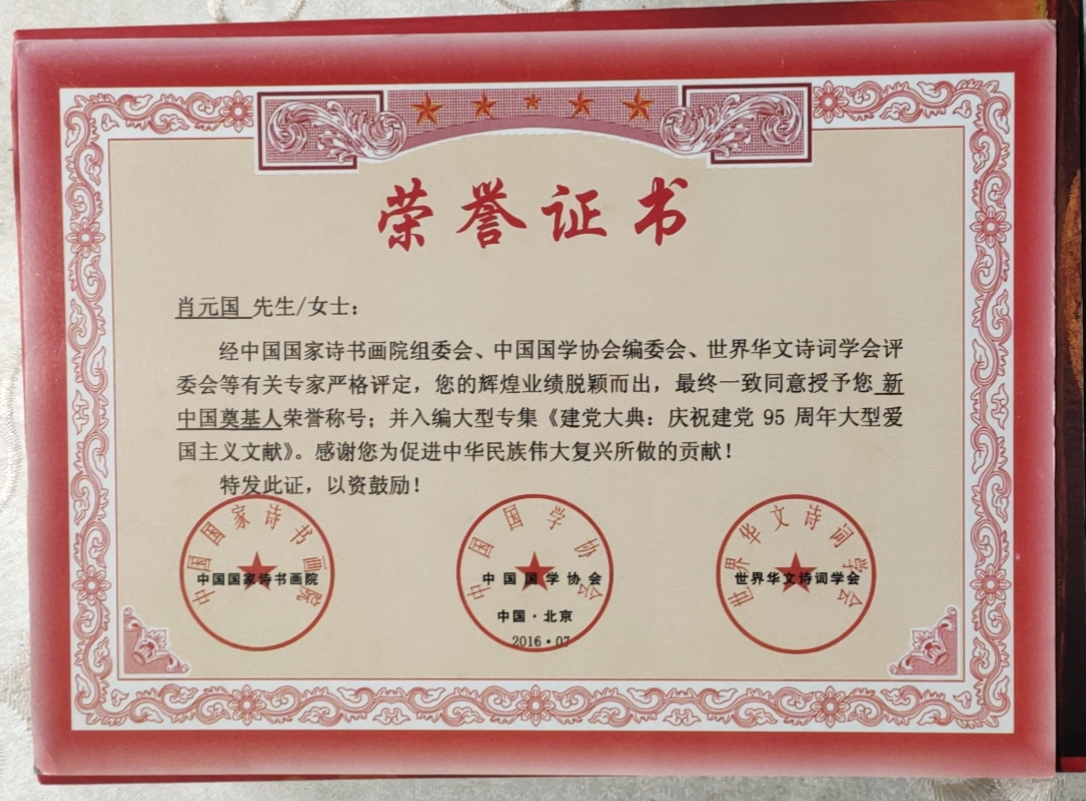 荣誉证书
肖元国 先生/女士：
经中国国家诗书画院组委会、中国国学协会编委会、世界华文诗词学会评
委会等有关专家严格评定，您的辉煌业绩脱颖而出，最终一致同意授予您 新
中国奠基人荣誉称号；并入编大型专集《建党大典：庆祝建党 95 周年大型爱
国主义文献》。感谢您为促进中华民族伟大复兴所做的贡献！
特发此证，以资鼓励！
中国国家诗书画院
中国国家诗书画院
中国国学协会
中国国学协会
中国·北京
2016·07
世界华文诗词学会
世界华文诗词学会